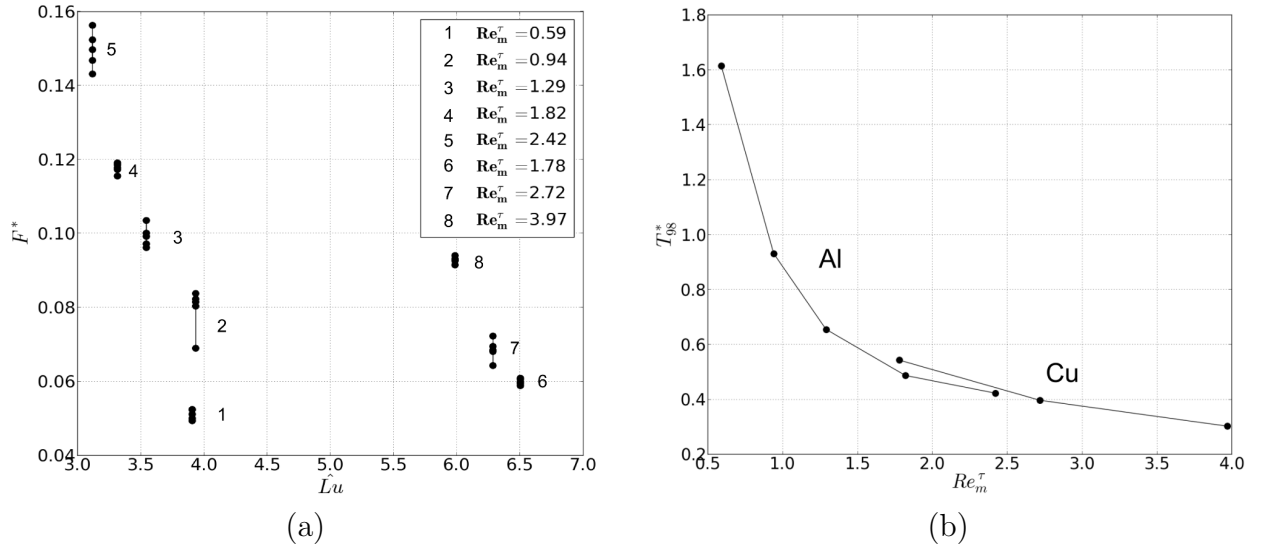 0.16
0.14
0.12
0.10
0.08
0.06
0.04
F*
3.0 3.5 4.0 4.5 5.0 5.5 6.0 6.5 7.0
L̂u
5
4
3
2
1
8
7
6
1 Re_m^τ =0.59
2 Re_m^τ =0.94
3 Re_m^τ =1.29
4 Re_m^τ =1.82
5 Re_m^τ =2.42
6 Re_m^τ =1.78
7 Re_m^τ =2.72
8 Re_m^τ =3.97
(a)
1.8
1.6
1.4
1.2
1.0
0.8
0.6
0.4
0.2
T*_98
Al
Cu
0.5 1.0 1.5 2.0 2.5 3.0 3.5 4.0
Re_m^τ
(b)